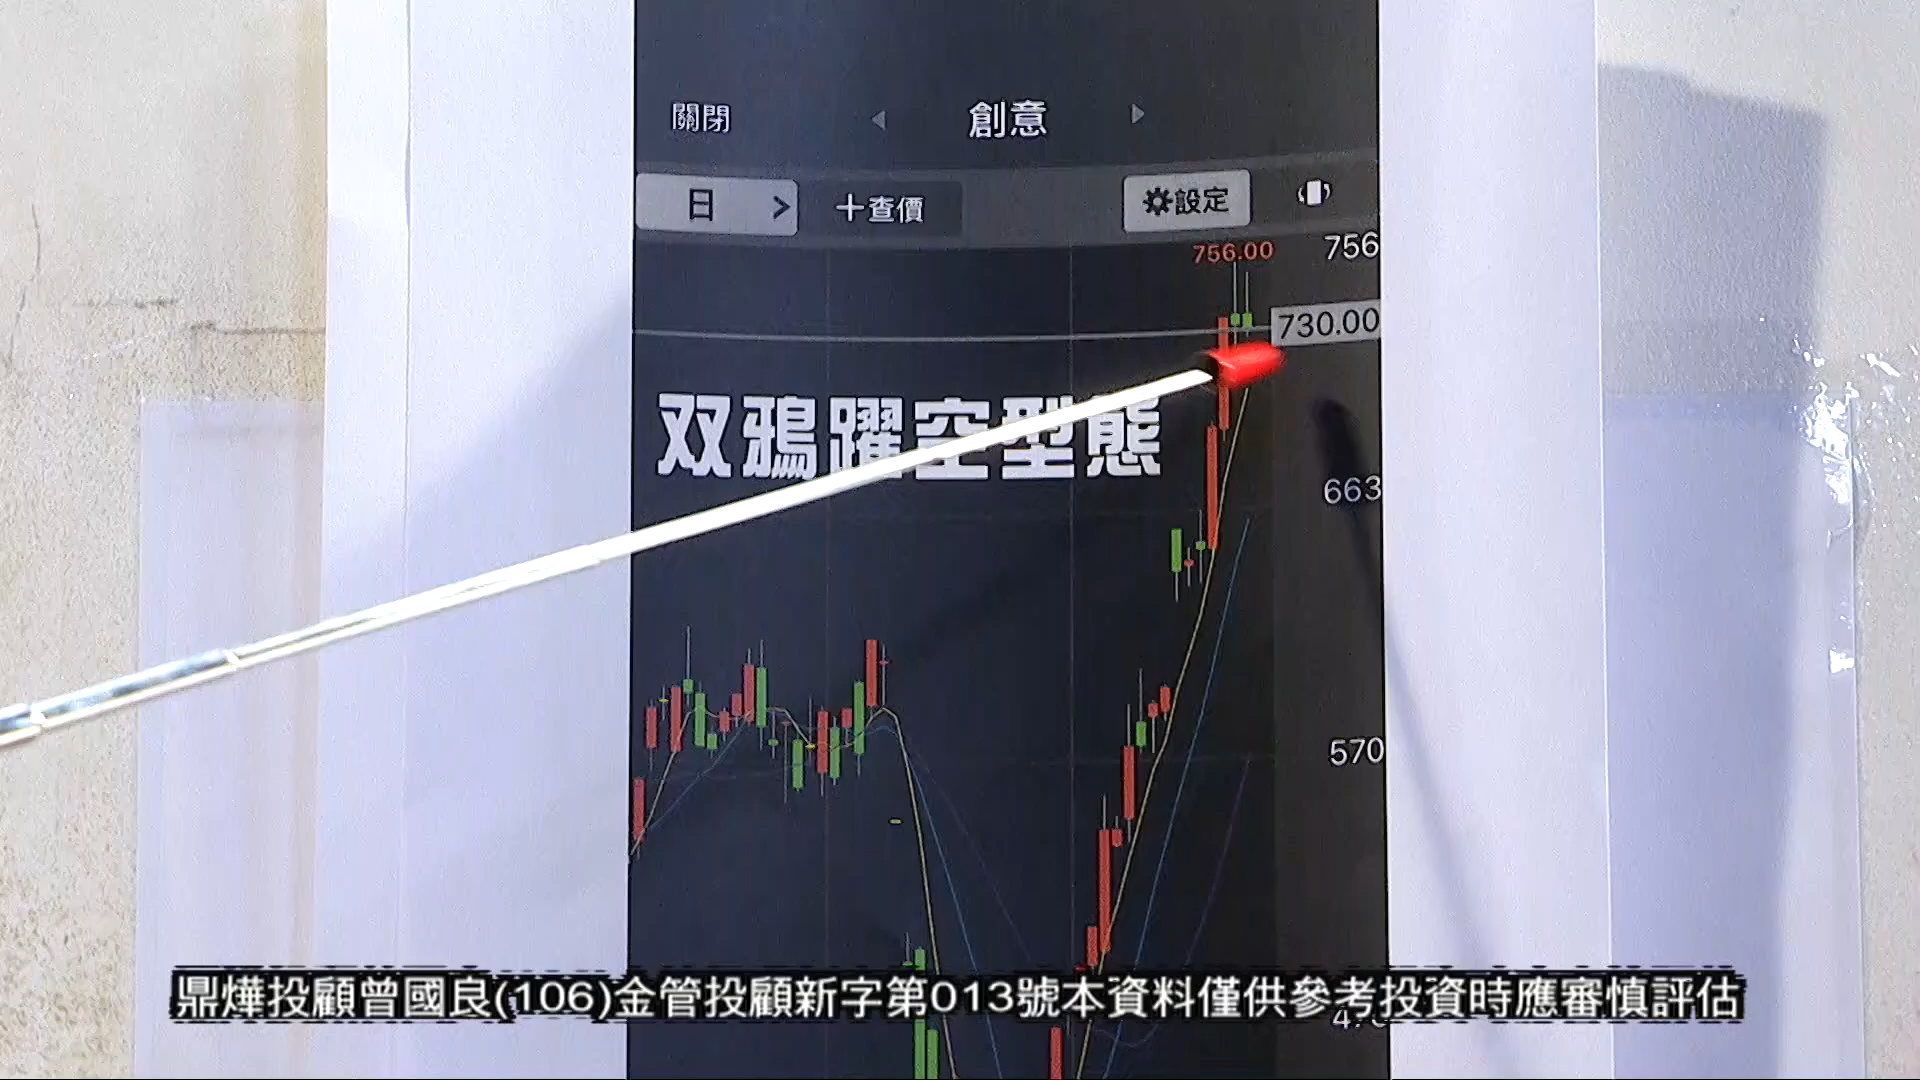 關閉
創意
日
十查價
設定
756.00
756
730.00
双鴉躍空型態
663
570
鼎燁投顧曾國良(106)金管投顧新字第013號本資料僅供參考投資時應審慎評估